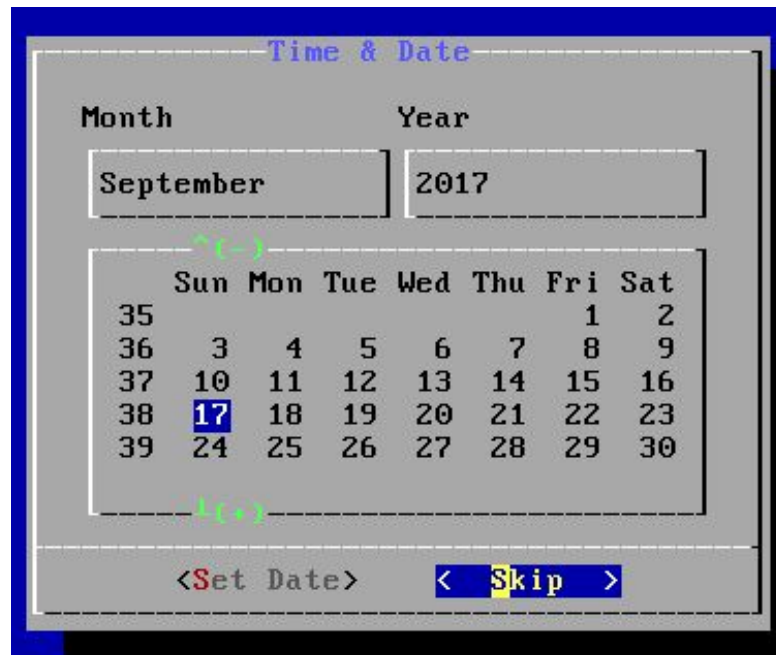 Time & Date
Month Year
September 2017
^(-)
Sun Mon Tue Wed Thu Fri Sat
35 1 2
36 3 4 5 6 7 8 9
37 10 11 12 13 14 15 16
38 17 18 19 20 21 22 23
39 24 25 26 27 28 29 30
<Set Date> < Skip >